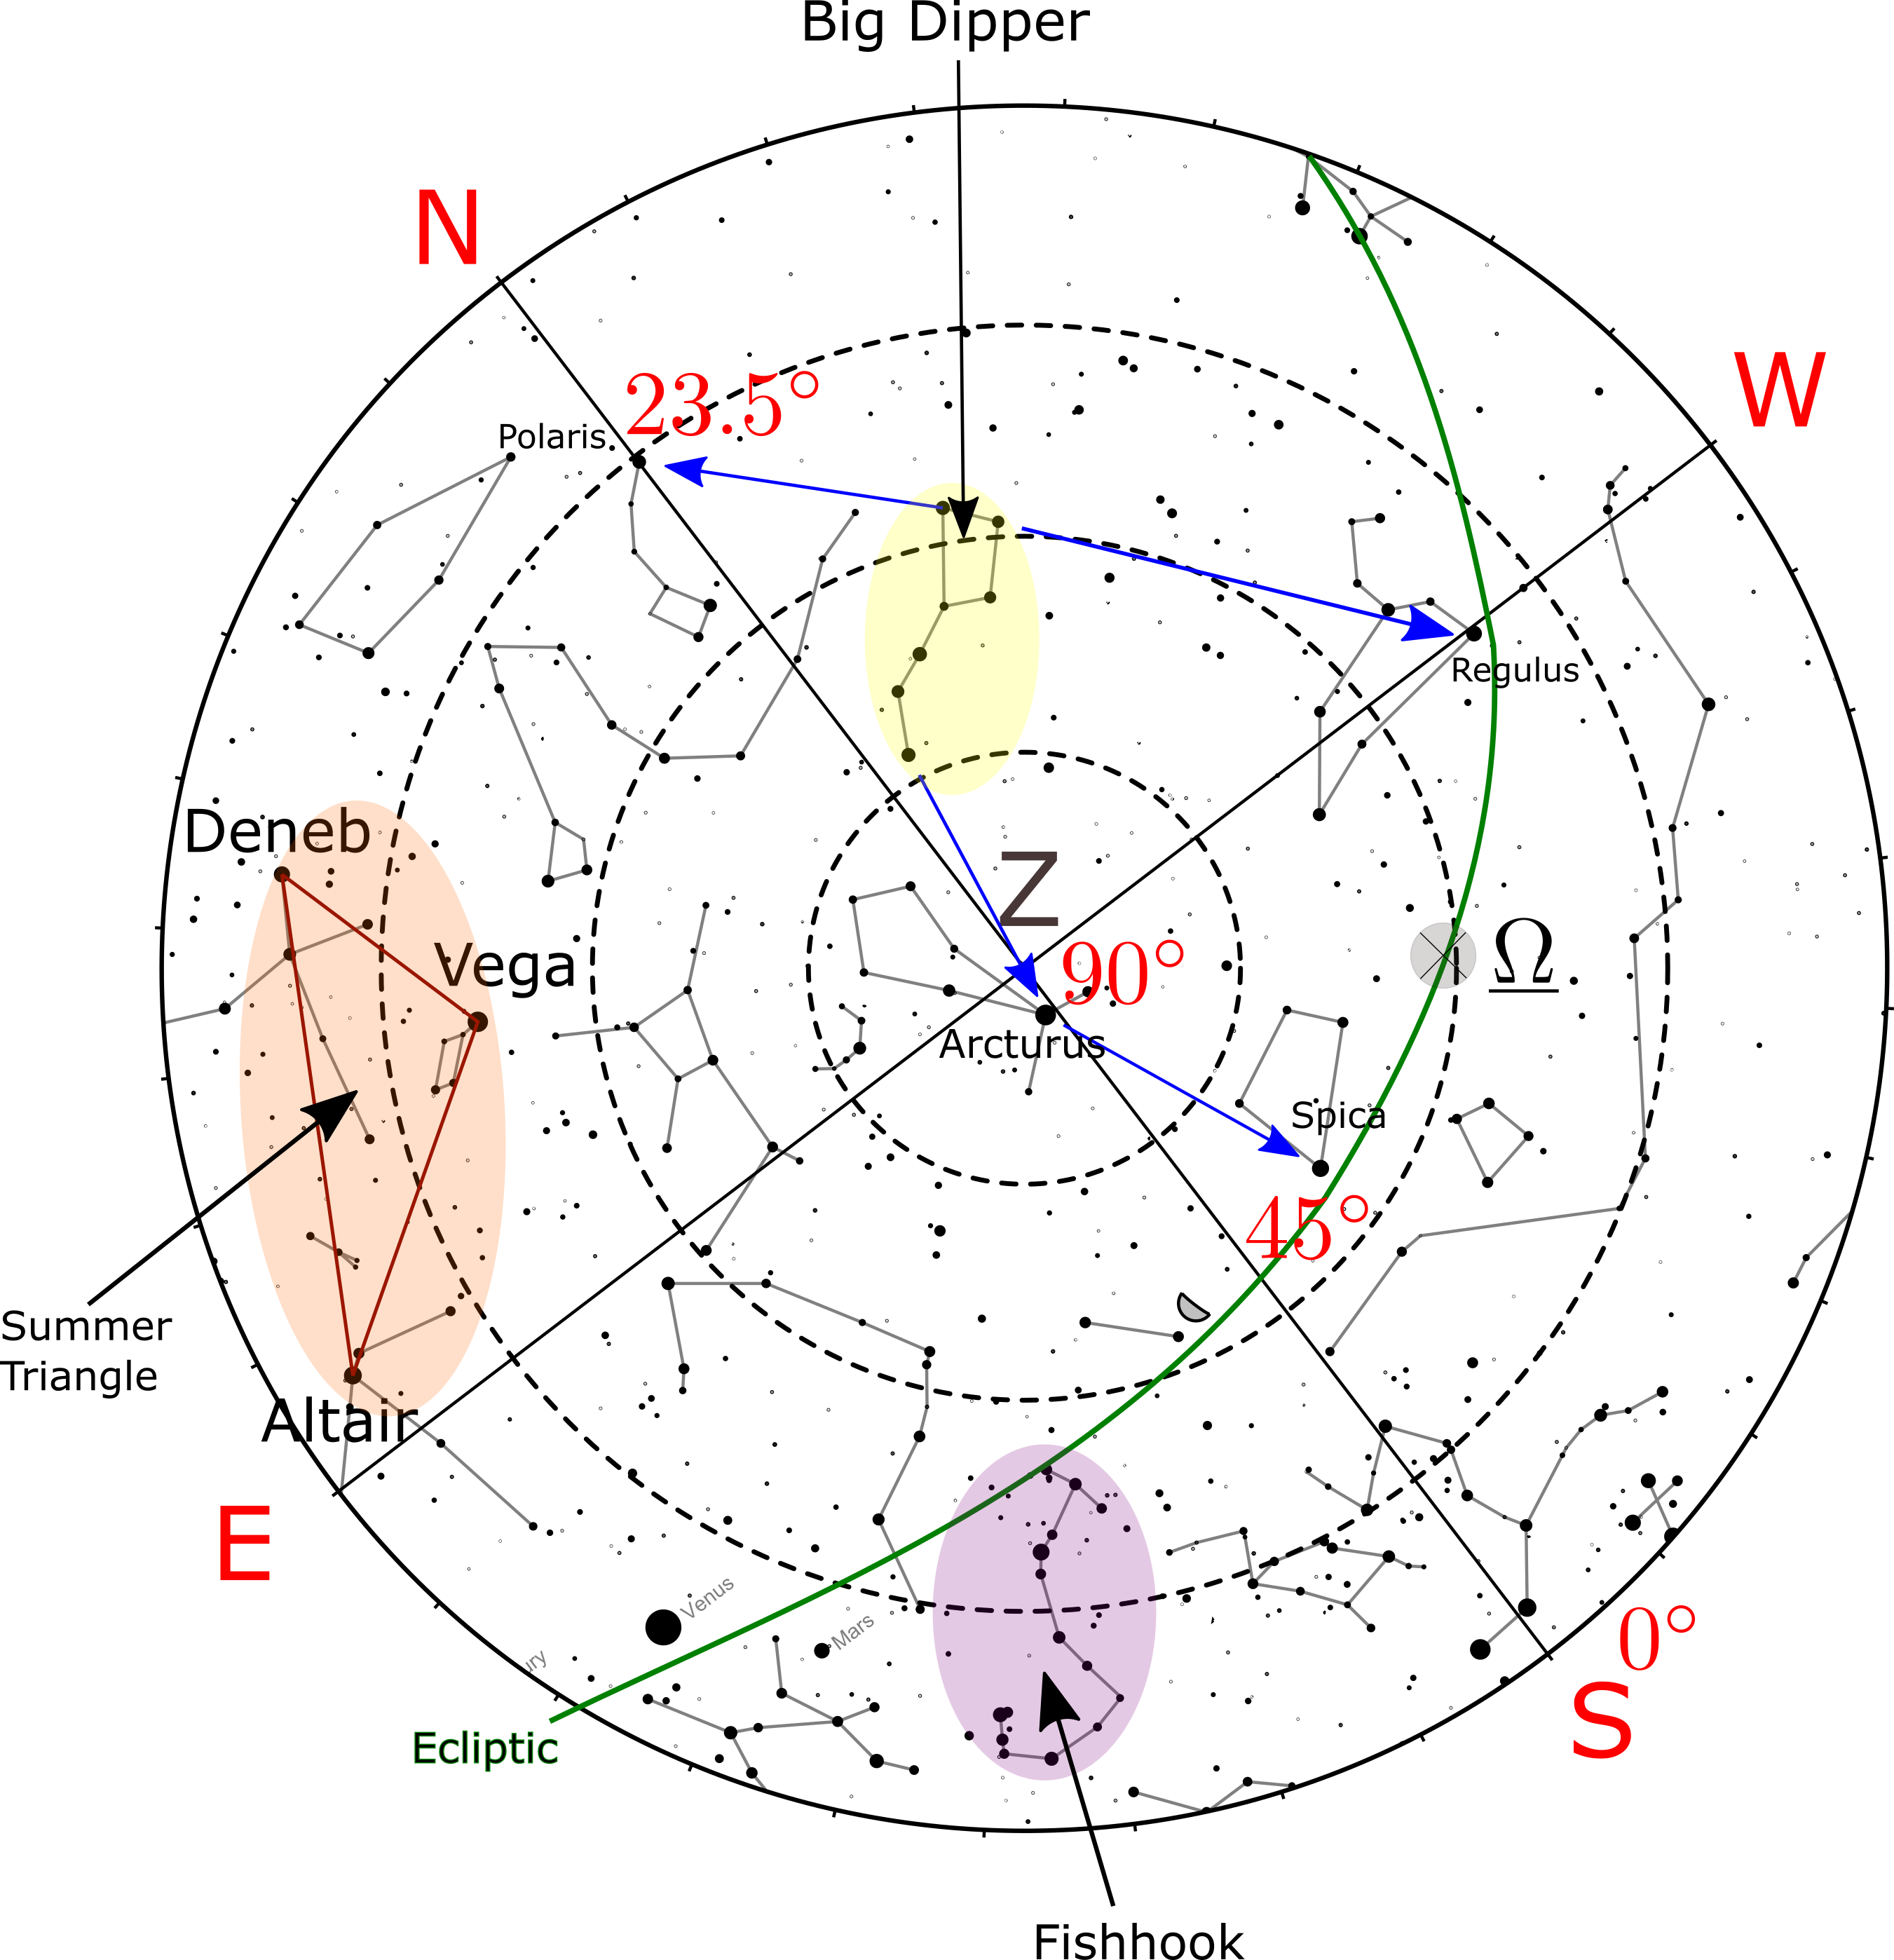 Big Dipper
N
W
23.5°
Polaris
Regulus
Deneb
Z
Vega
Ω
90°
Arcturus
Spica
45°
Summer
Triangle
Altair
E
Venus
Mars
ury
0°
S
Ecliptic
Fishhook